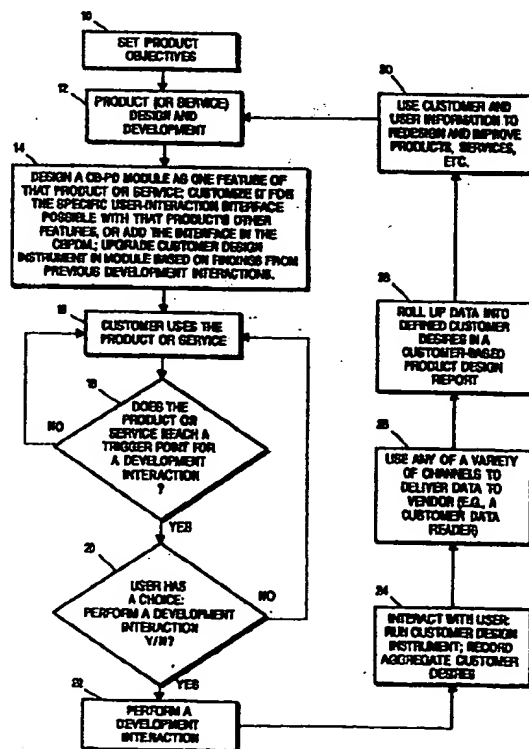 10
SET PRODUCT
OBJECTIVES
12
PRODUCT (OR SERVICE)
DESIGN AND
DEVELOPMENT
14
DESIGN A CB-PD MODULE AS ONE FEATURE OF
THAT PRODUCT OR SERVICE; CUSTOMIZE IT FOR
THE SPECIFIC USER-INTERACTION INTERFACE
POSSIBLE WITH THAT PRODUCT'S OTHER
FEATURES, OR ADD THE INTERFACE IN THE
CBPDM; UPGRADE CUSTOMER DESIGN
INSTRUMENT IN MODULE BASED ON FINDINGS FROM
PREVIOUS DEVELOPMENT INTERACTIONS.
CUSTOMER USES THE
PRODUCT OR SERVICE
DOES THE
PRODUCT OR
SERVICE REACH A
TRIGGER POINT FOR
A DEVELOPMENT
INTERACTION
?
NO
YES
20
USER HAS
A CHOICE:
PERFORM A DEVELOPMENT
INTERACTION
Y/N?
NO
YES
22
PERFORM A
DEVELOPMENT
INTERACTION
24
INTERACT WITH USER:
RUN CUSTOMER DESIGN
INSTRUMENT; RECORD
AGGREGATE CUSTOMER
DESIRES
USE ANY OF A VARIETY
OF CHANNELS TO
DELIVER DATA TO
VENDOR (E.G., A
CUSTOMER DATA
READER)
ROLL UP DATA INTO
DEFINED CUSTOMER
DESIRES IN A
CUSTOMER-BASED
PRODUCT DESIGN
REPORT
30
USE CUSTOMER AND
USER INFORMATION TO
REDESIGN AND IMPROVE
PRODUCTS, SERVICES,
ETC.